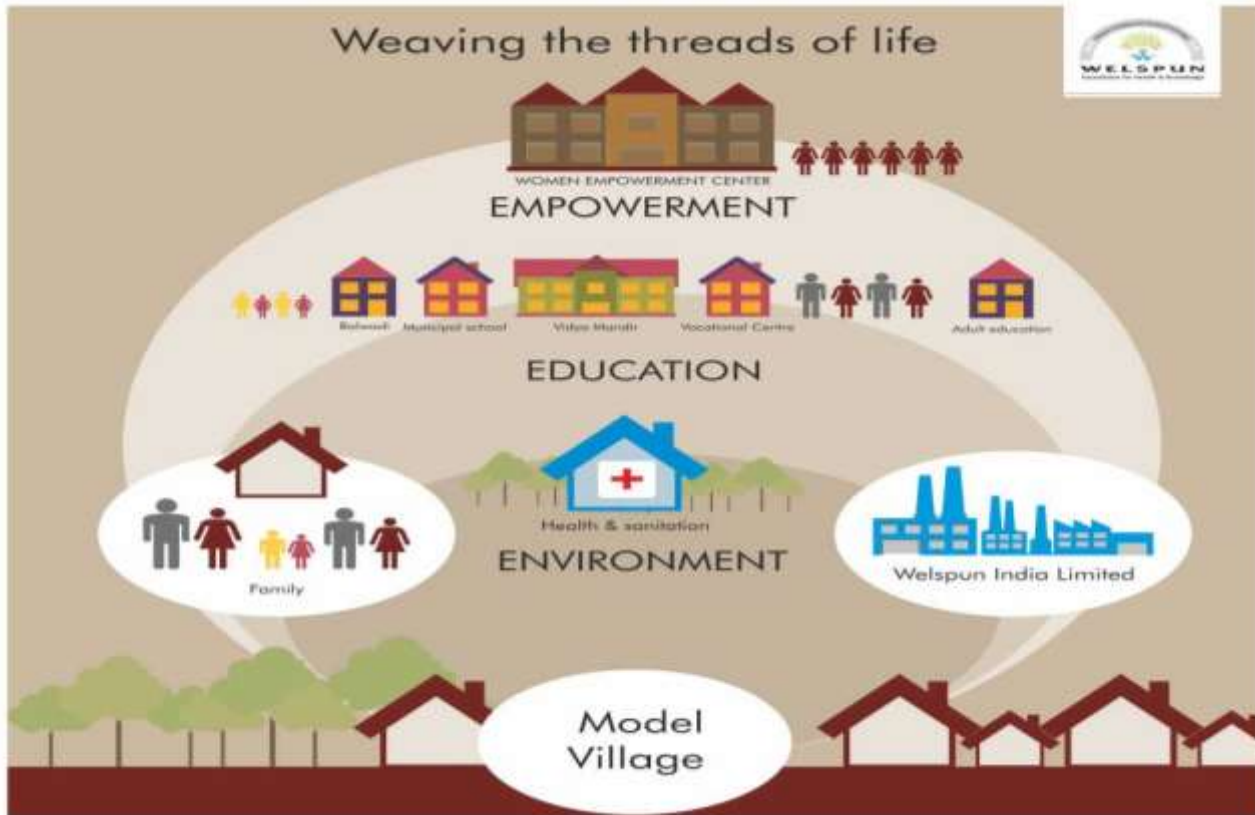 Weaving the threads of life
WELSPUN
WOMEN EMPOWERMENT CENTER
EMPOWERMENT
Balwadi
Municipal school
Vidya Mandir
Vocational Centre
Adult education
EDUCATION
Health & sanitation
ENVIRONMENT
Family
Welspun India Limited
Model
Village